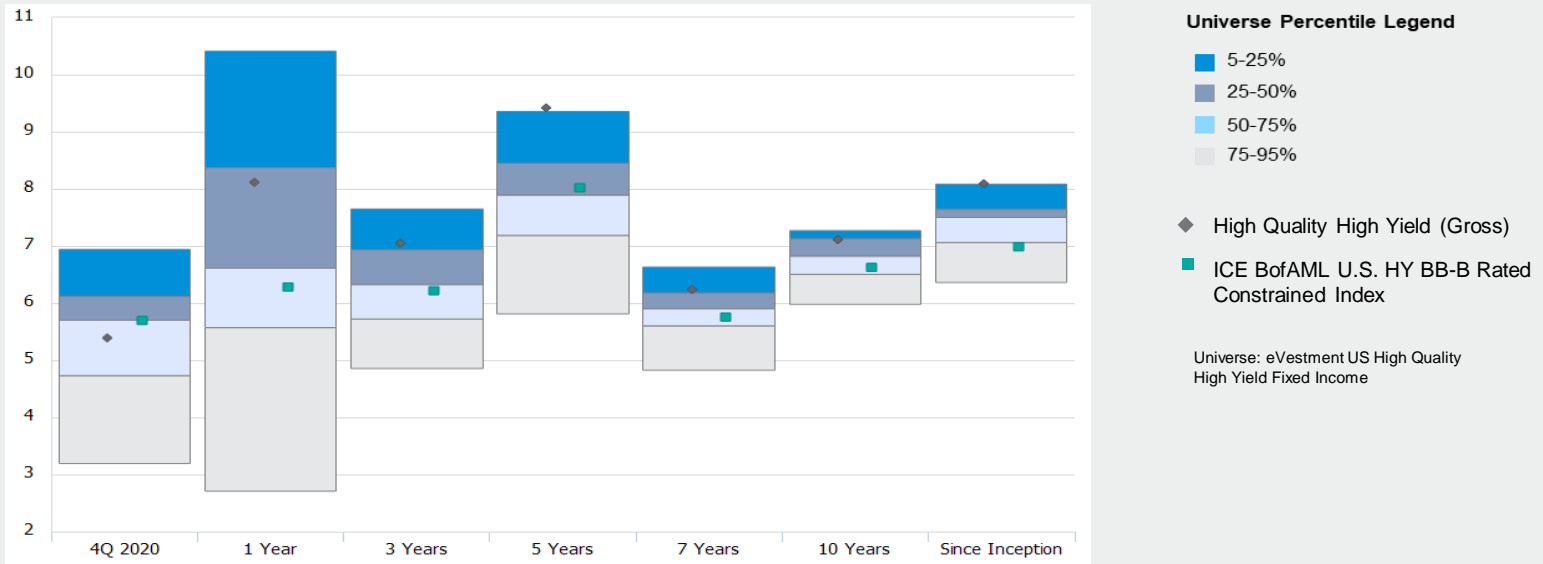 11
10
9
8
7
6
5
4
3
2
4Q 2020
1 Year
3 Years
5 Years
7 Years
10 Years
Since Inception
Universe Percentile Legend
5-25%
25-50%
50-75%
75-95%
High Quality High Yield (Gross)
ICE BofAML U.S. HY BB-B Rated
Constrained Index
Universe: eVestment US High Quality
High Yield Fixed Income